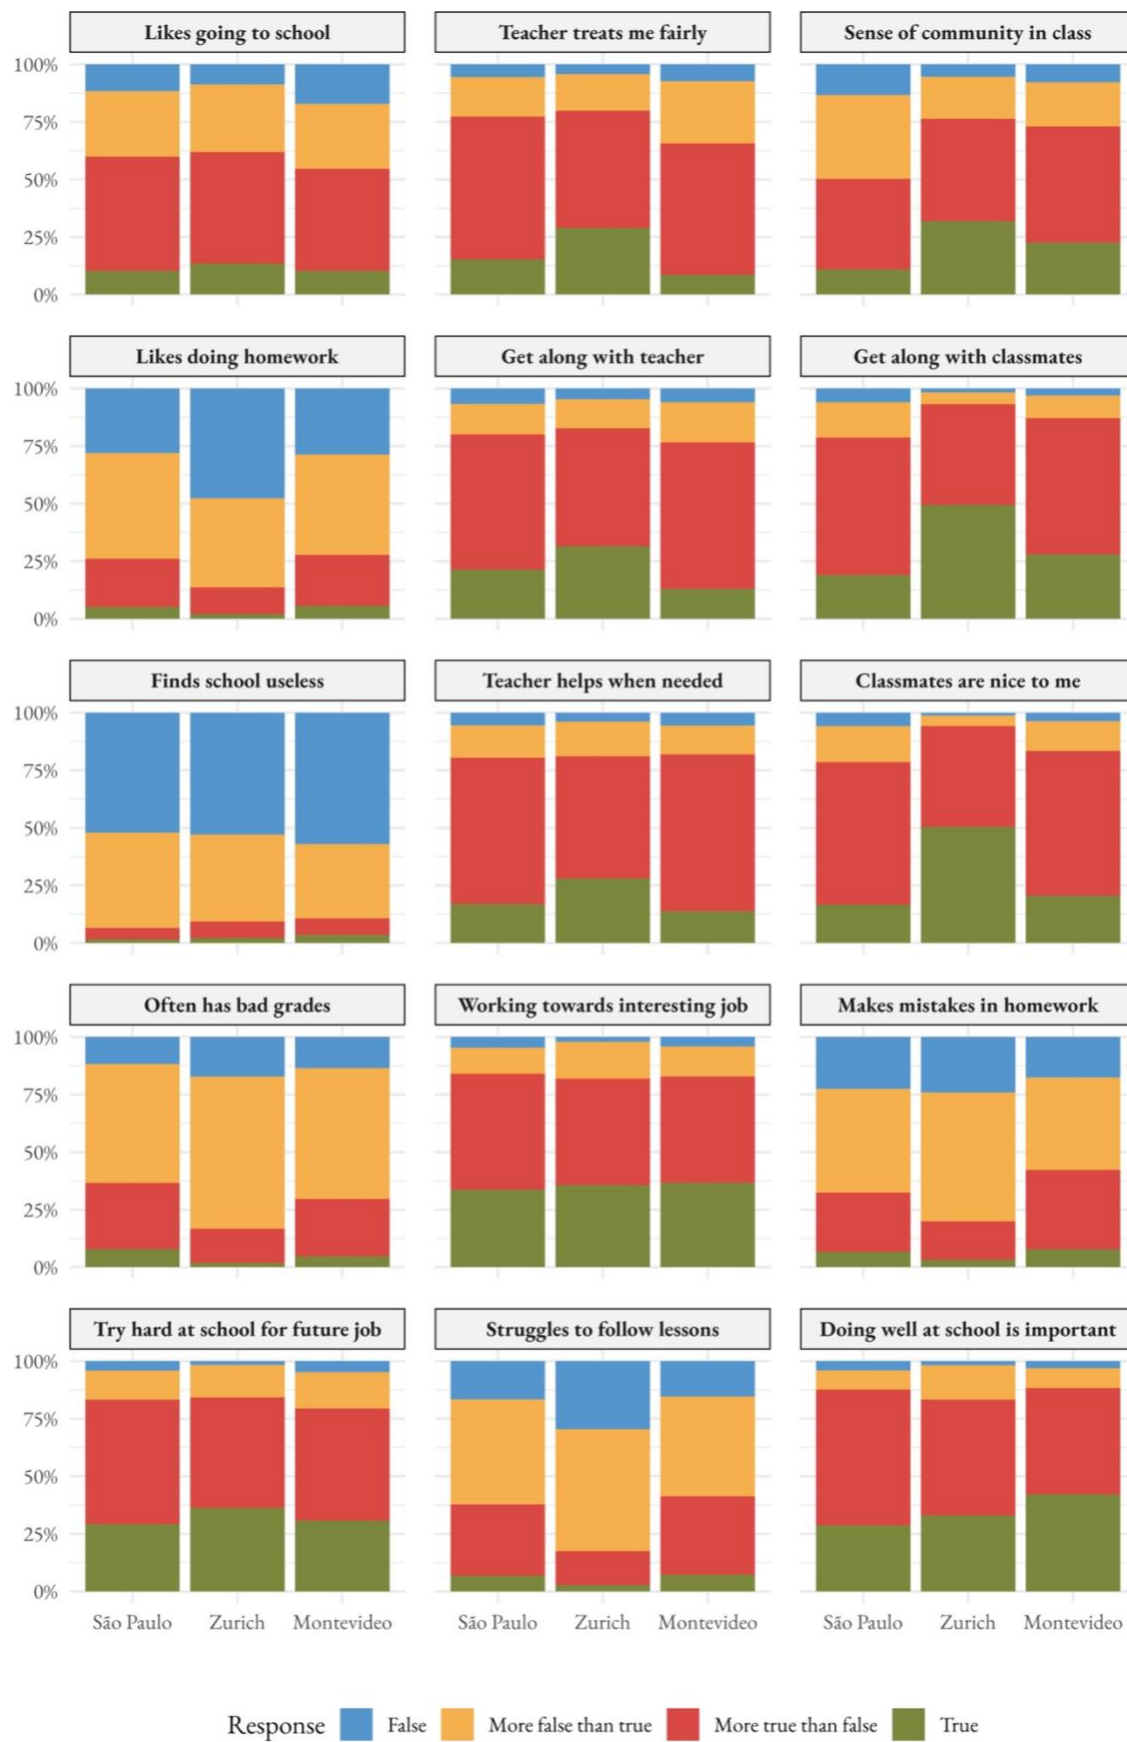 Likes going to school
Teacher treats me fairly
Sense of community in class
100%
75%
50%
25%
0%
Likes doing homework
Get along with teacher
Get along with classmates
100%
75%
50%
25%
0%
Finds school useless
Teacher helps when needed
Classmates are nice to me
100%
75%
50%
25%
0%
Often has bad grades
Working towards interesting job
Makes mistakes in homework
100%
75%
50%
25%
0%
Try hard at school for future job
Struggles to follow lessons
Doing well at school is important
100%
75%
50%
25%
0%
São Paulo Zurich Montevideo
São Paulo Zurich Montevideo
São Paulo Zurich Montevideo
Response False More false than true More true than false True